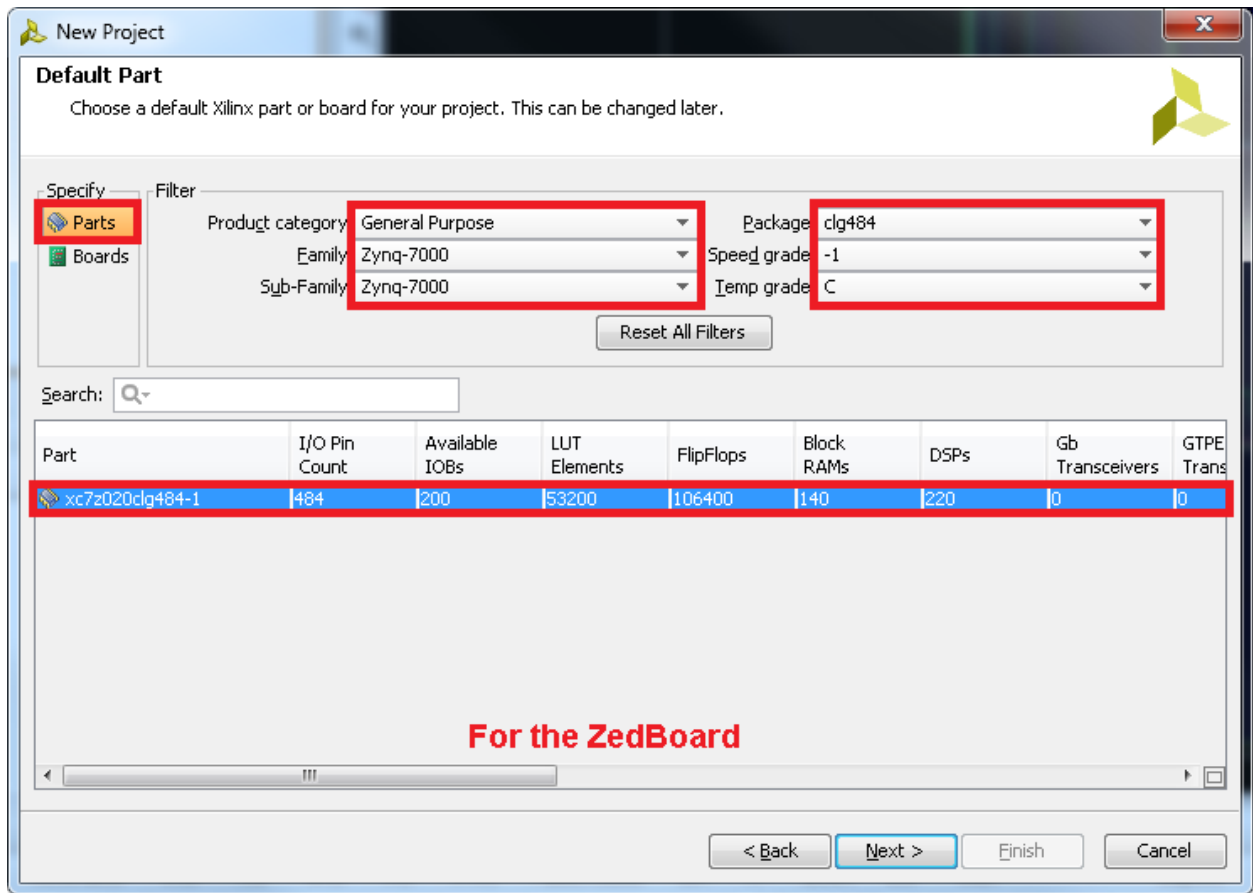 New Project
Default Part
Choose a default Xilinx part or board for your project. This can be changed later.
Specify
Filter
Parts
Boards
Product category General Purpose
Family Zynq-7000
Sub-Family Zynq-7000
Package clg484
Speed grade -1
Temp grade C
Reset All Filters
Search:
Part I/O Pin Count Available IOBs LUT Elements FlipFlops Block RAMs DSPs Gb Transceivers GTPE Trans
xc7z020clg484-1 484 200 53200 106400 140 220 0 0
For the ZedBoard
< Back Next > Finish Cancel